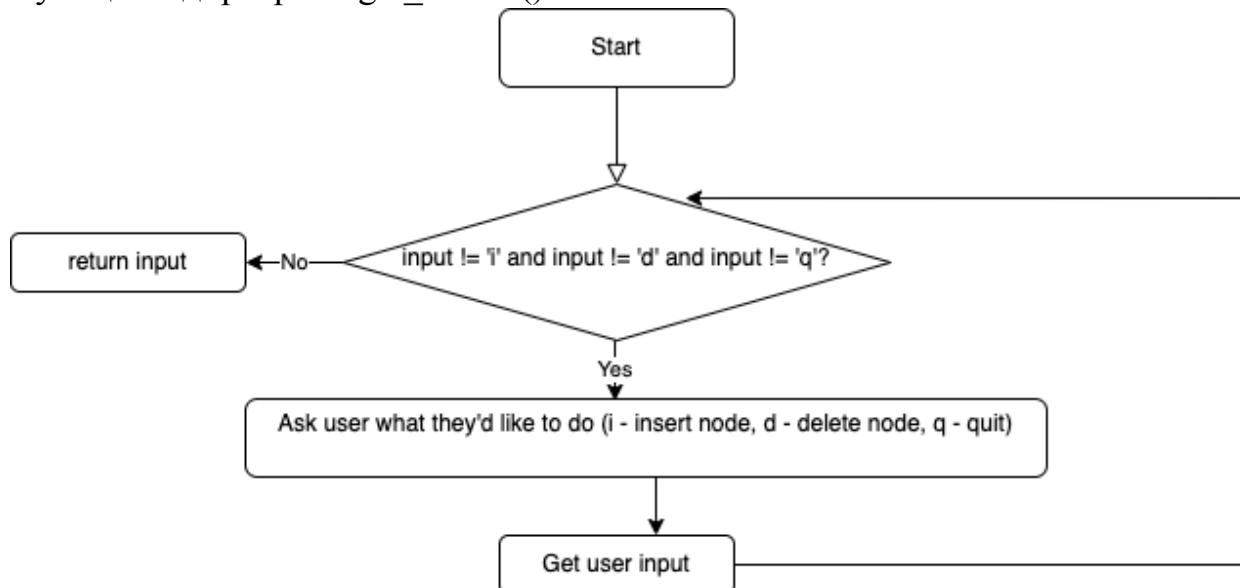 Start
input != 'i' and input != 'd' and input != 'q'?
return input
No
Yes
Ask user what they'd like to do (i - insert node, d - delete node, q - quit)
Get user input